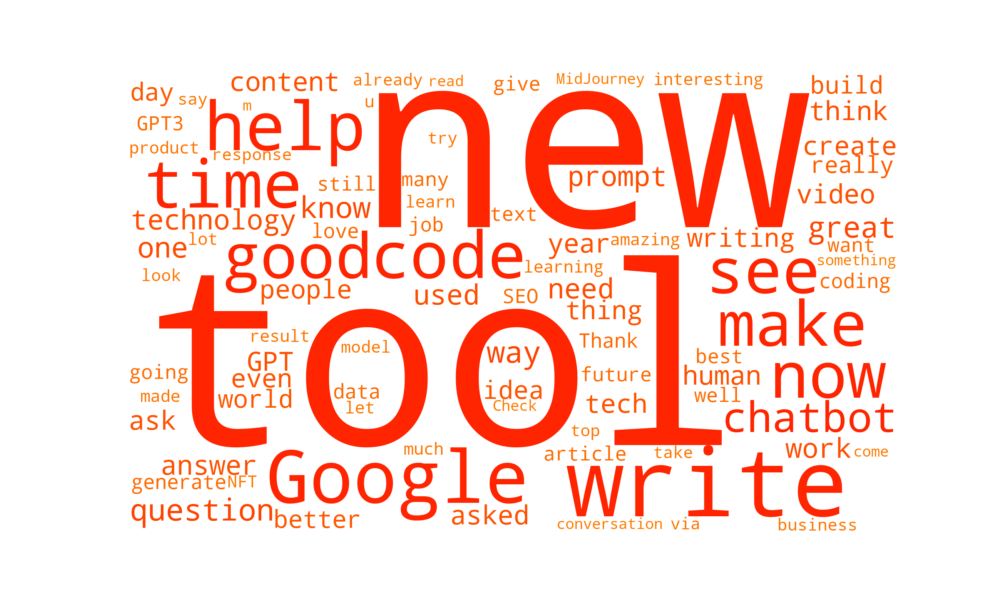 content already read give MidJourney interesting build
day say m u new
GPT3 help think
product response try create
time still many prompt really
know learn video
technology love job text great
one lot goodcode year amazing writing want
look learning see something
people used SEO need coding
tool thing make
result model way Thank best
going GPT future human now
made even data idea well
world let Check tech chatbot
ask top
answer much article take work come
generate NFT Google write
question better asked conversation via business